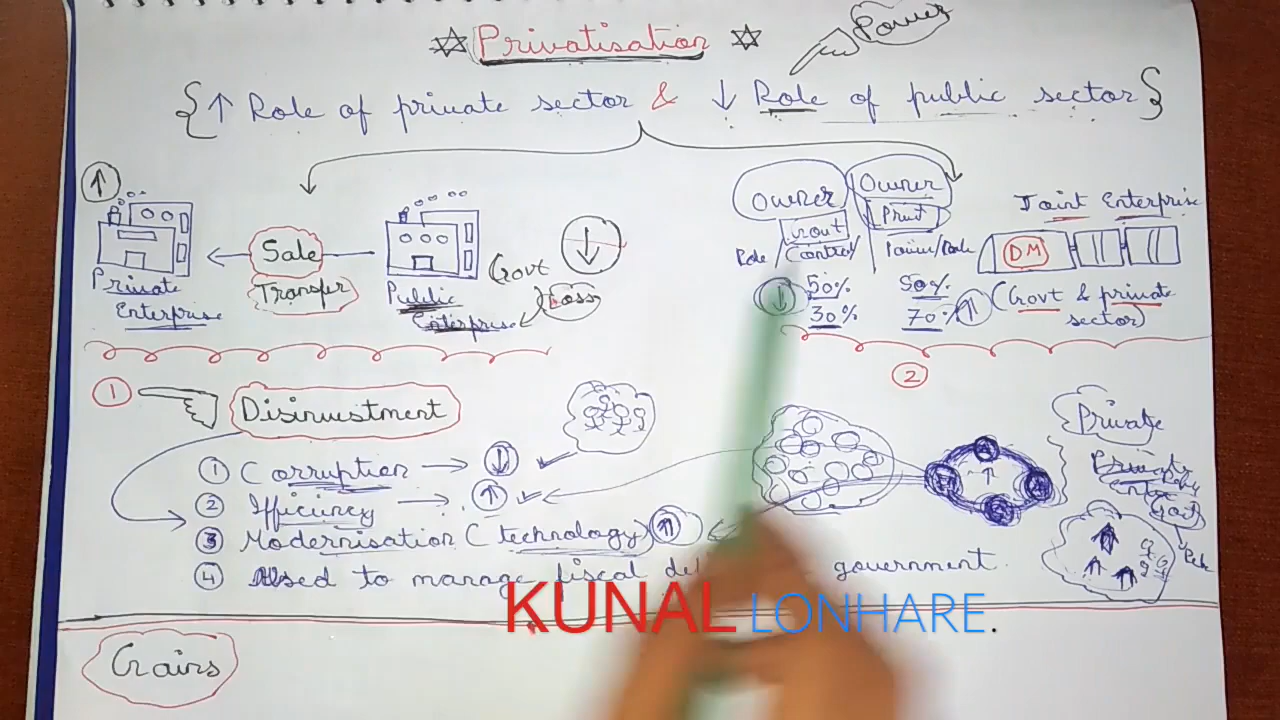 Privatisation
Power
{↑ Role of private sector & ↓ Role of public sector}
↑
Private
Enterprise
Sale
Transfer
Public
Enterprise
Govt
Loss
↓
Owner
Govt
Role/Control
50%
↓ 30%
Owner
Prvt
Power/Role
50%
70% ↑
Joint Enterprise
DM
(Govt & private
sector)
① Disinvestment
① Corruption → ↓
② Efficiency → ↑
③ Modernisation (technology) ↑
④ Used to manage fiscal government.
②
Private
KUNAL LONHARE.
Gains